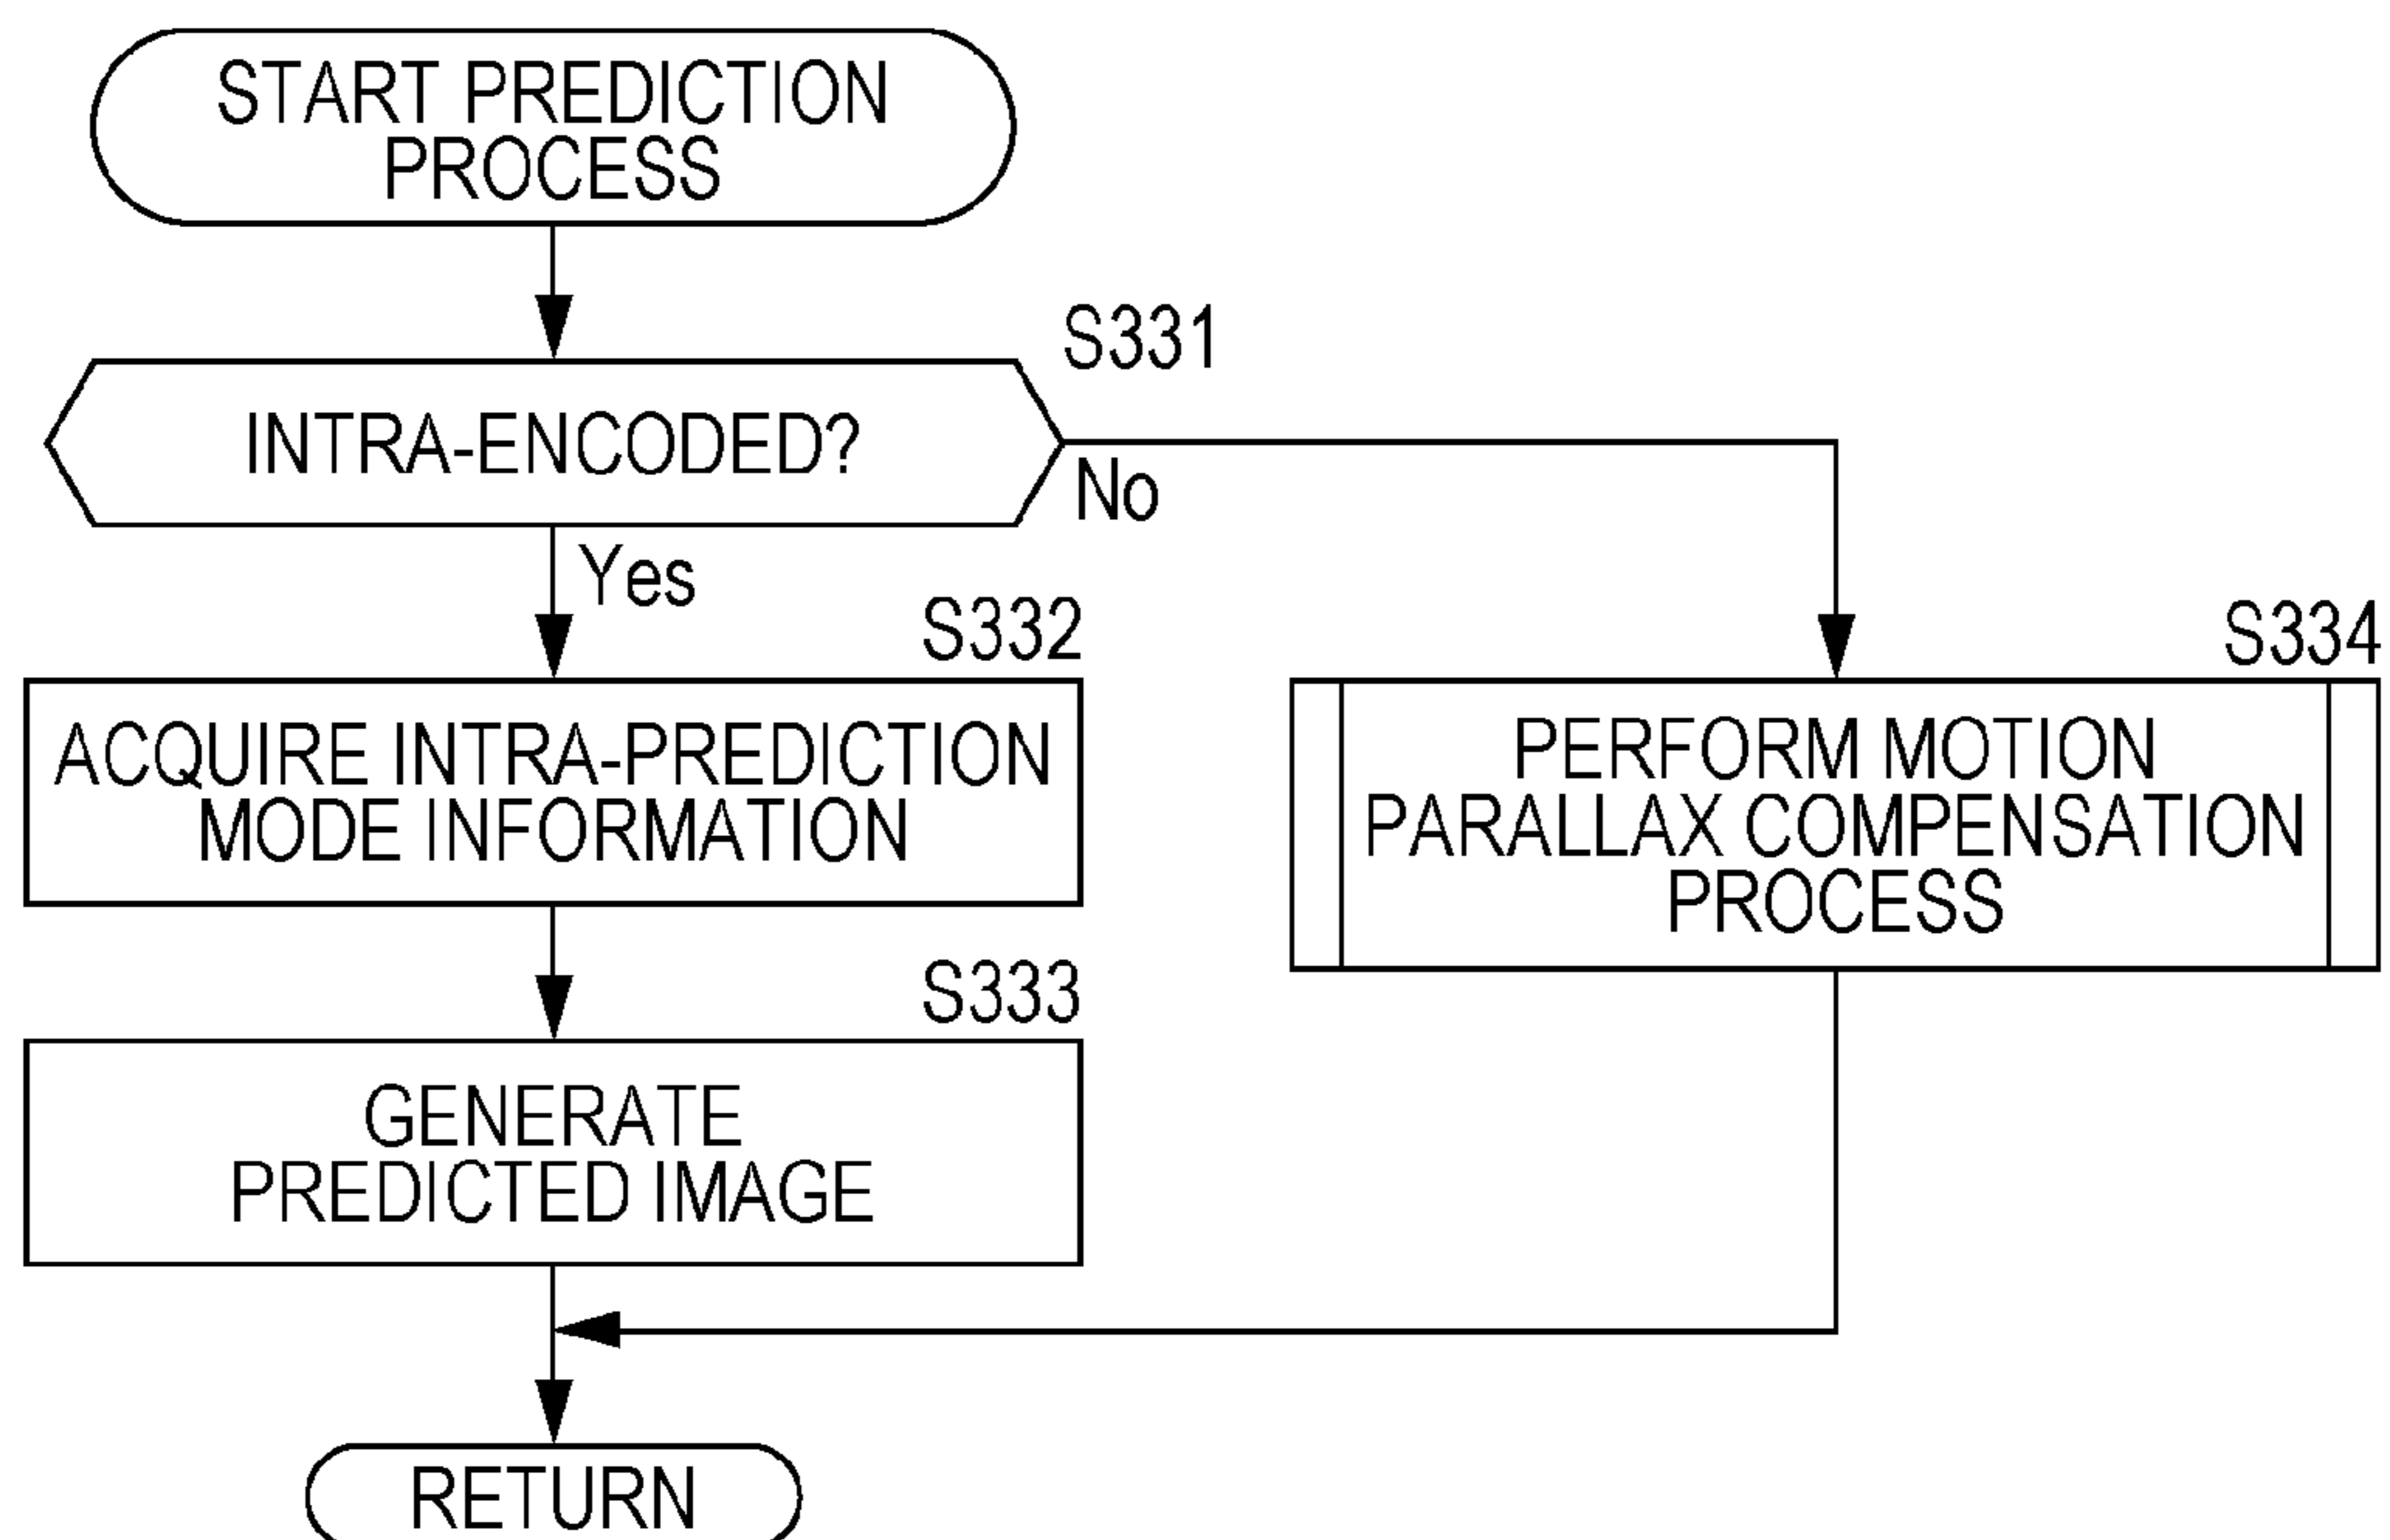 START PREDICTION
PROCESS
S331
INTRA-ENCODED?
No
Yes
S332
ACQUIRE INTRA-PREDICTION
MODE INFORMATION
S334
PERFORM MOTION
PARALLAX COMPENSATION
PROCESS
S333
GENERATE
PREDICTED IMAGE
RETURN